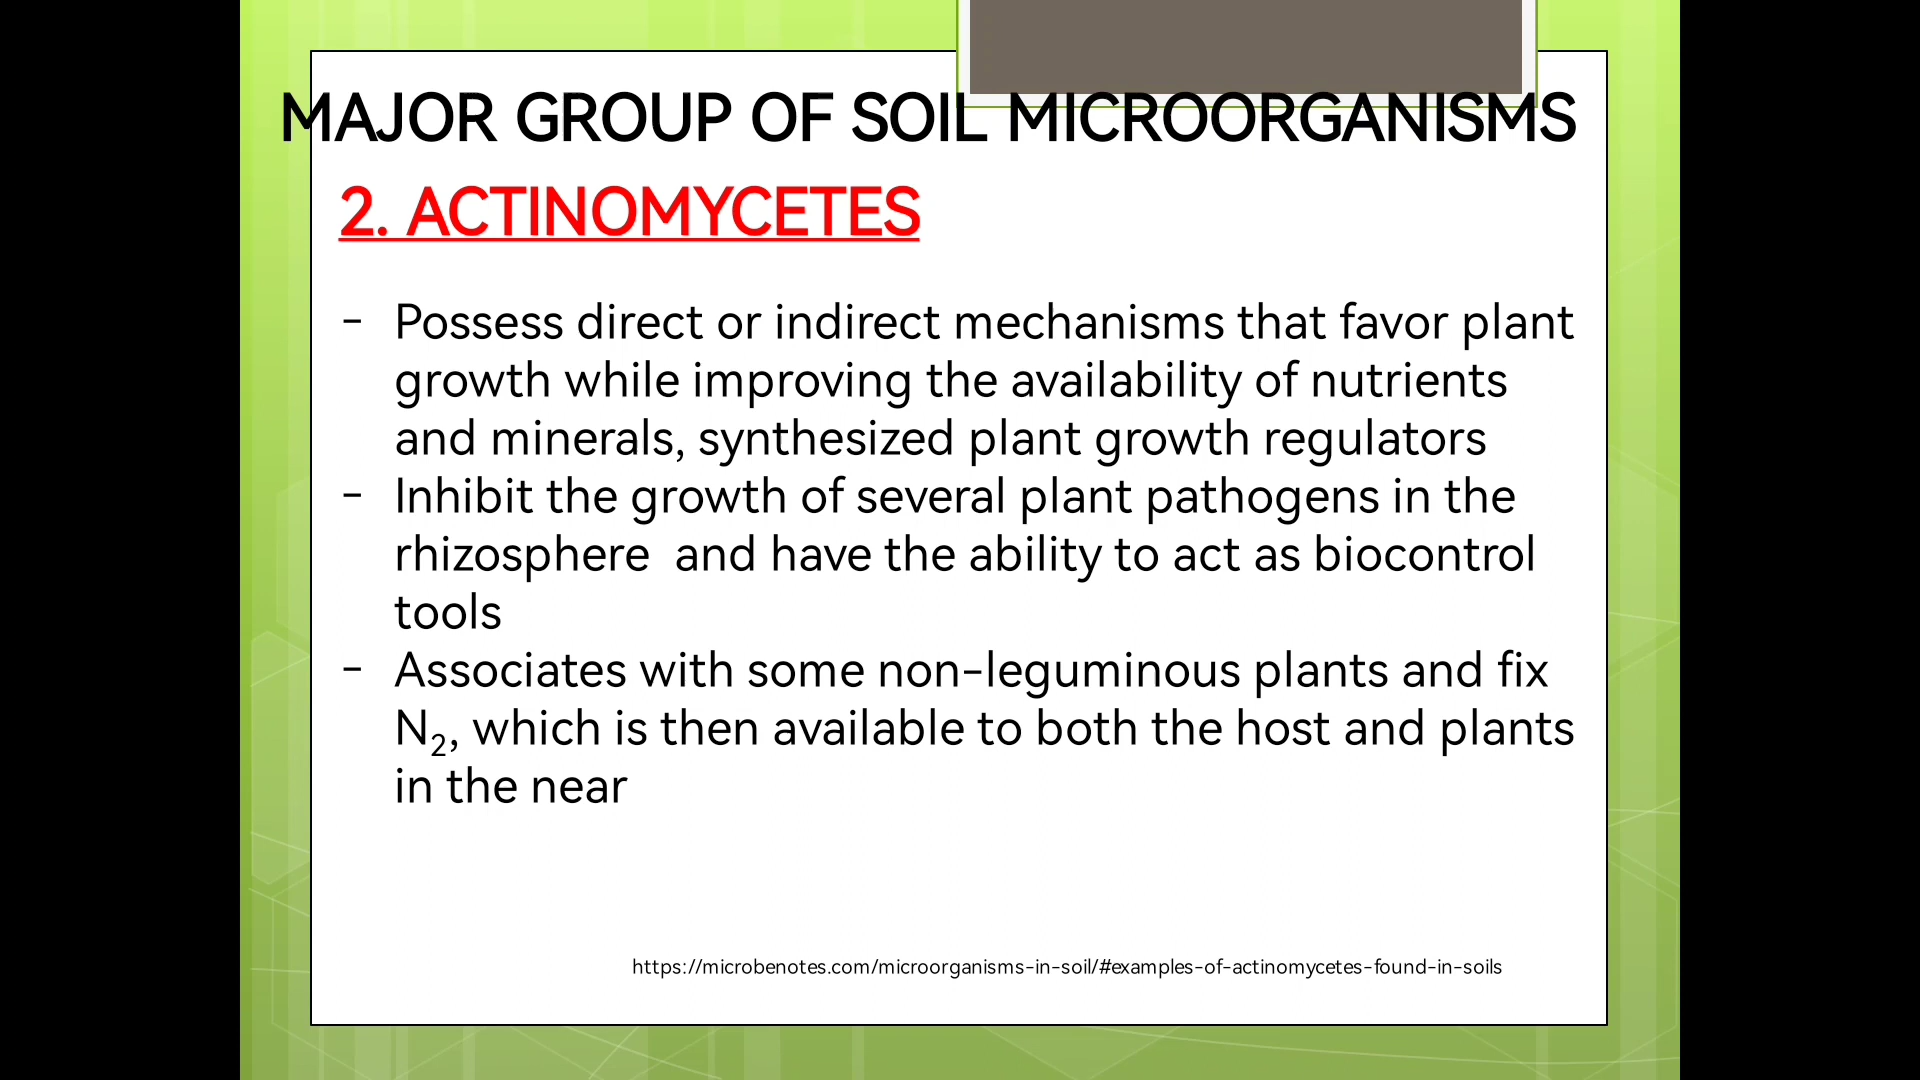 MAJOR GROUP OF SOIL MICROORGANISMS
2. ACTINOMYCETES
- Possess direct or indirect mechanisms that favor plant
growth while improving the availability of nutrients
and minerals, synthesized plant growth regulators
- Inhibit the growth of several plant pathogens in the
rhizosphere  and have the ability to act as biocontrol
tools
- Associates with some non-leguminous plants and fix
N₂, which is then available to both the host and plants
in the near
https://microbenotes.com/microorganisms-in-soil/#examples-of-actinomycetes-found-in-soils